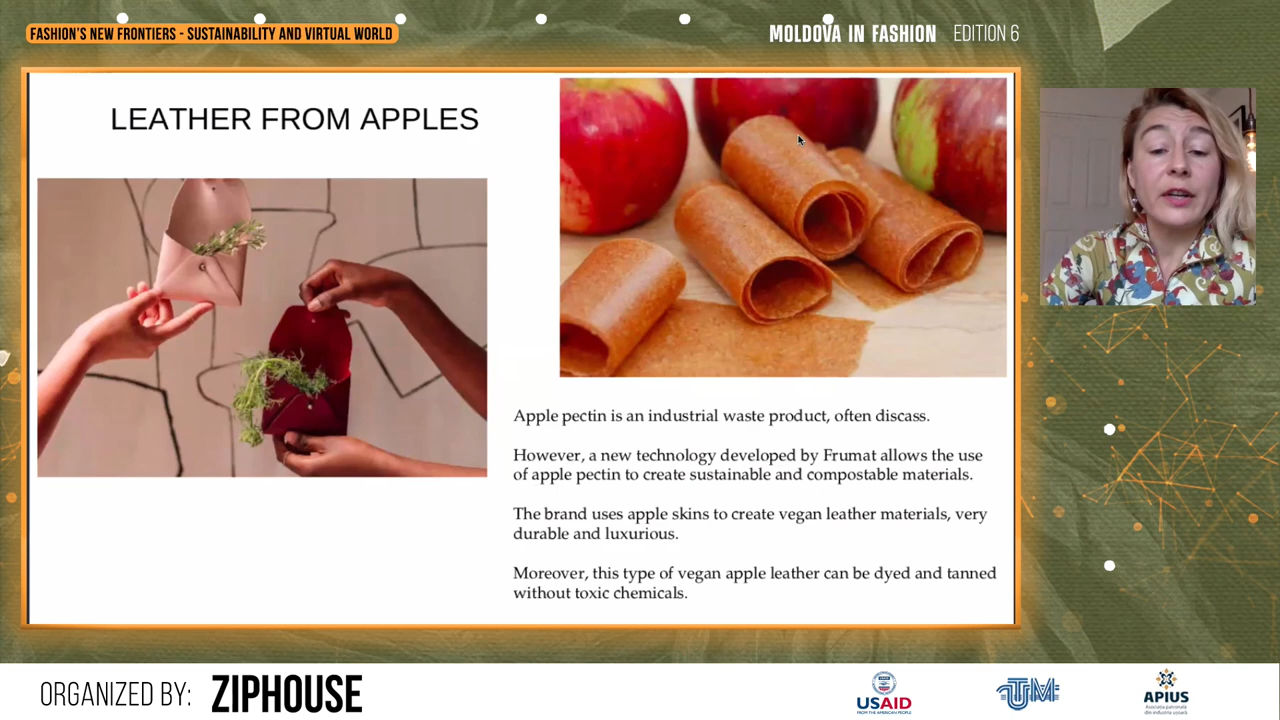 FASHION'S NEW FRONTIERS - SUSTAINABILITY AND VIRTUAL WORLD
MOLDOVA IN FASHION EDITION 6
LEATHER FROM APPLES
Apple pectin is an industrial waste product, often discass.
However, a new technology developed by Frumat allows the use
of apple pectin to create sustainable and compostable materials.
The brand uses apple skins to create vegan leather materials, very
durable and luxurious.
Moreover, this type of vegan apple leather can be dyed and tanned
without toxic chemicals.
ORGANIZED BY: ZIPHOUSE
USAID
FROM THE AMERICAN PEOPLE
UTM
APIUS
Asociația patronală
din industria ușoară